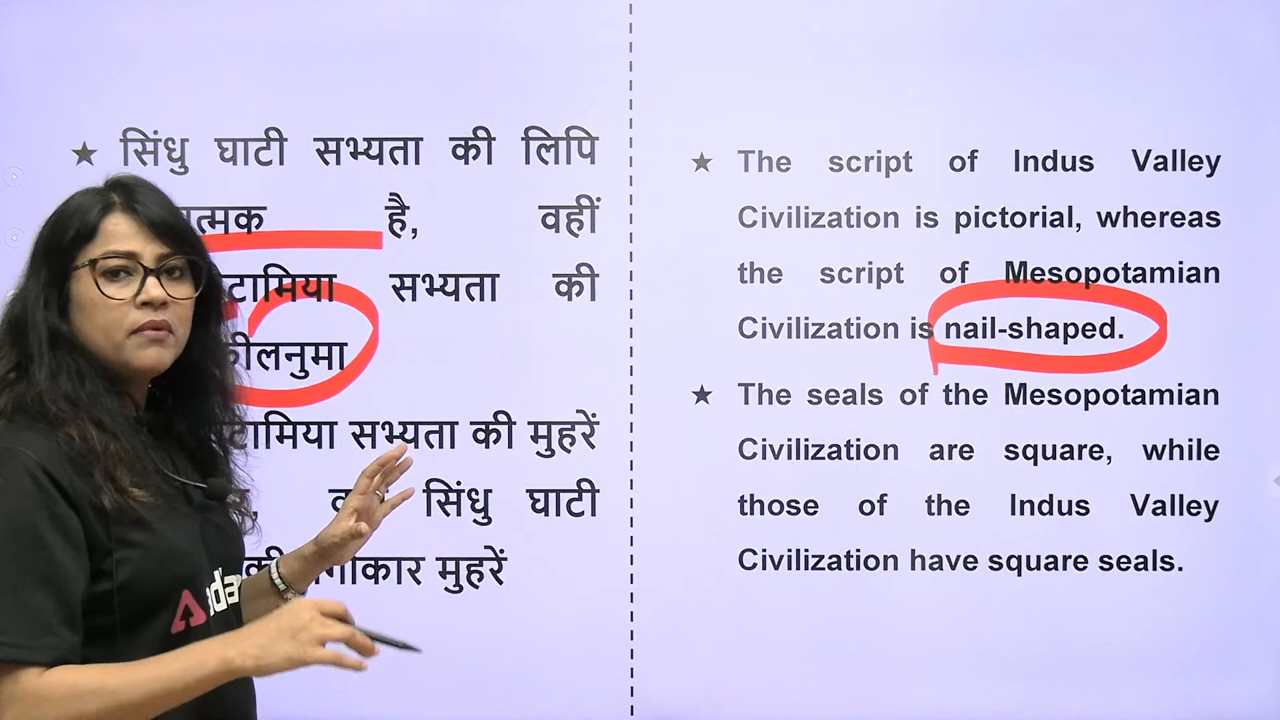 सिंधु घाटी सभ्यता की लिपि
है, वहीं
सभ्यता की
सभ्यता की मुहरें
सिंधु घाटी
मुहरें
The script of Indus Valley
Civilization is pictorial, whereas
the script of Mesopotamian
Civilization is nail-shaped.
The seals of the Mesopotamian
Civilization are square, while
those of the Indus Valley
Civilization have square seals.